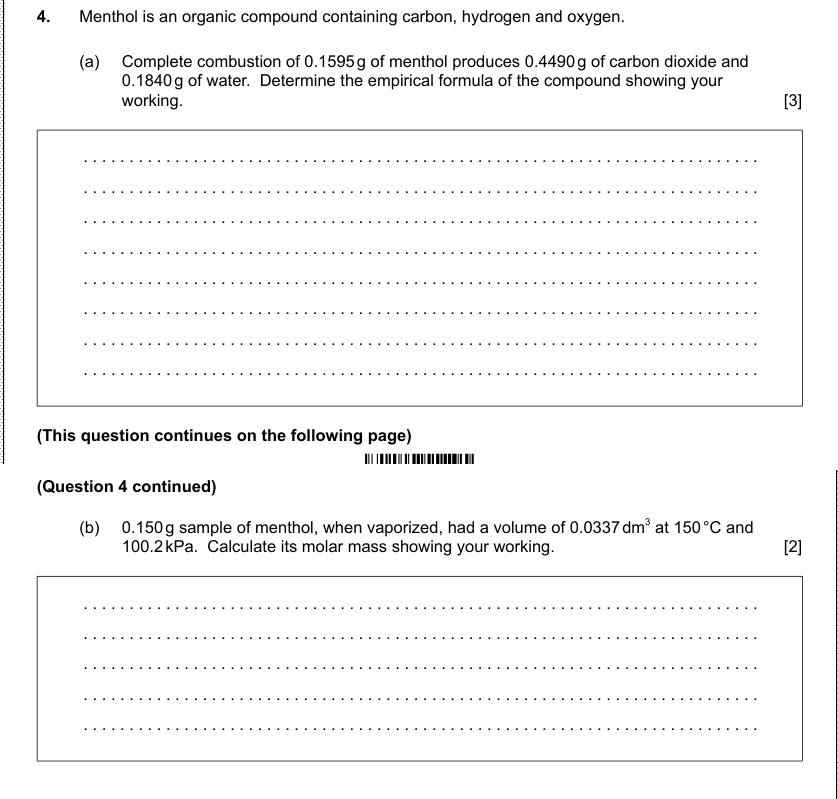 4. Menthol is an organic compound containing carbon, hydrogen and oxygen.
(a) Complete combustion of 0.1595 g of menthol produces 0.4490 g of carbon dioxide and
0.1840 g of water. Determine the empirical formula of the compound showing your
working. [3]
(This question continues on the following page)
(Question 4 continued)
(b) 0.150 g sample of menthol, when vaporized, had a volume of 0.0337 dm³ at 150 °C and
100.2 kPa. Calculate its molar mass showing your working. [2]